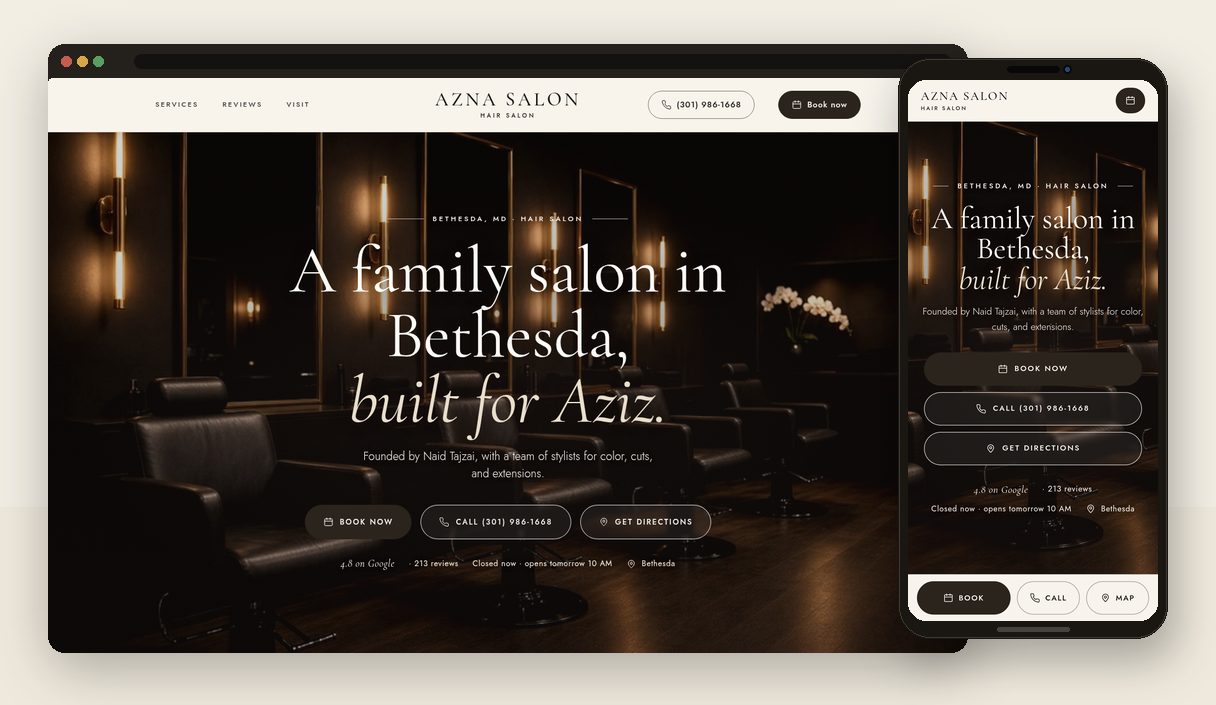 SERVICES REVIEWS VISIT
AZNA SALON
HAIR SALON
(301) 986-1668
Book now
BETHESDA, MD · HAIR SALON
A family salon in
Bethesda,
built for Aziz.
Founded by Naid Tajzai, with a team of stylists for color, cuts,
and extensions.
BOOK NOW
CALL (301) 986-1668
GET DIRECTIONS
4.8 on Google · 213 reviews Closed now · opens tomorrow 10 AM Bethesda
AZNA SALON
HAIR SALON
BETHESDA, MD · HAIR SALON
A family salon in
Bethesda,
built for Aziz.
Founded by Naid Tajzai, with a team of stylists for color,
cuts, and extensions.
BOOK NOW
CALL (301) 986-1668
GET DIRECTIONS
4.8 on Google · 213 reviews
Closed now · opens tomorrow 10 AM Bethesda
BOOK CALL MAP